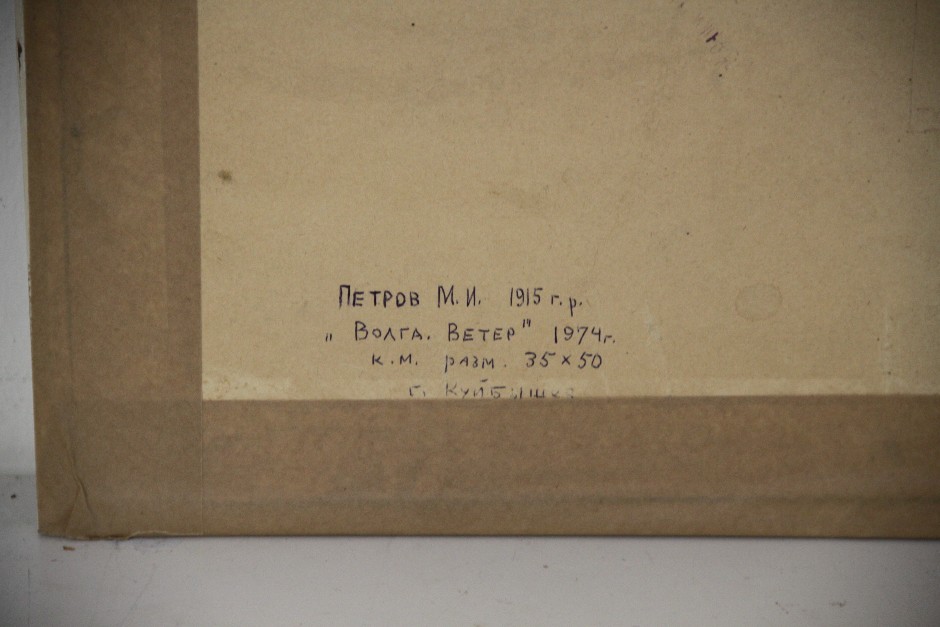 Петров М.И. 1915 г.р.
„Волга. Ветер" 1974г.
к.м. разм. 35×50
г.